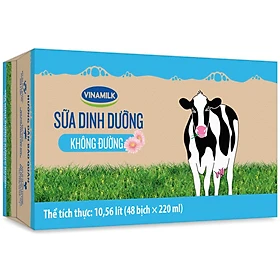 VINAMILK
SỮA DINH DƯỠNG
KHÔNG ĐƯỜNG
Thể tích thực: 10,56 lít (48 bịch x 220 ml)